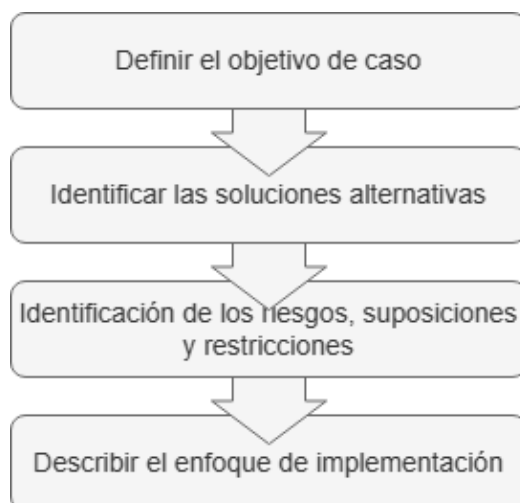 Definir el objetivo de caso
Identificar las soluciones alternativas
Identificación de los riesgos, suposiciones
y restricciones
Describir el enfoque de implementación